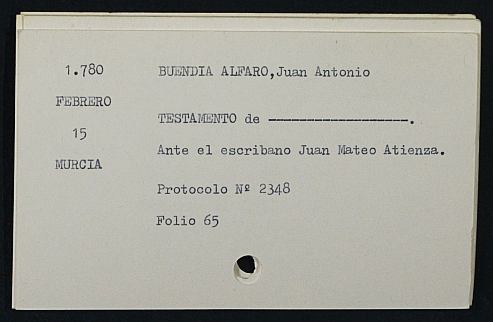 1.780 BUENDIA ALFARO,Juan Antonio
FEBRERO
15 TESTAMENTO de ——————————————————.
MURCIA Ante el escribano Juan Mateo Atienza.
Protocolo Nº 2348
Folio 65